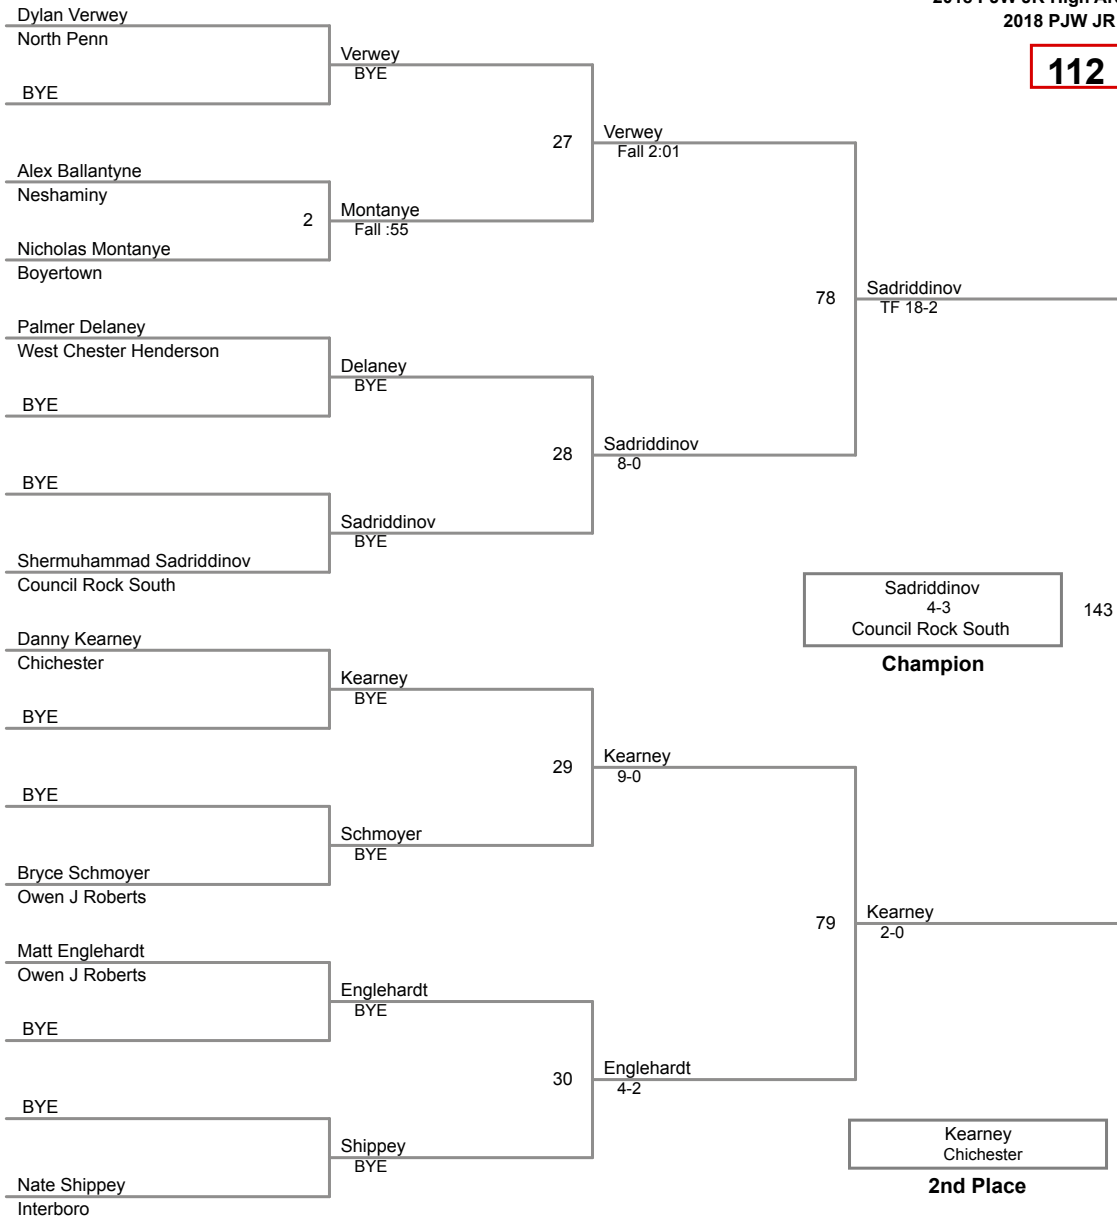 2018 PJW JR
112
Dylan Verwey
North Penn
BYE
Alex Ballantyne
Neshaminy
2
Nicholas Montanye
Boyertown
Palmer Delaney
West Chester Henderson
BYE
BYE
Shermuhammad Sadriddinov
Council Rock South
Danny Kearney
Chichester
BYE
BYE
Bryce Schmoyer
Owen J Roberts
Matt Englehardt
Owen J Roberts
BYE
BYE
Nate Shippey
Interboro
Verwey
BYE
27
Montanye
Fall :55
Delaney
BYE
28
Sadriddinov
BYE
Kearney
BYE
29
Schmoyer
BYE
Englehardt
BYE
30
Shippey
BYE
Verwey
Fall 2:01
78
Sadriddinov
8-0
Kearney
9-0
79
Englehardt
4-2
Sadriddinov
TF 18-2
Sadriddinov
4-3
Council Rock South
143
Champion
Kearney
2-0
Kearney
Chichester
2nd Place